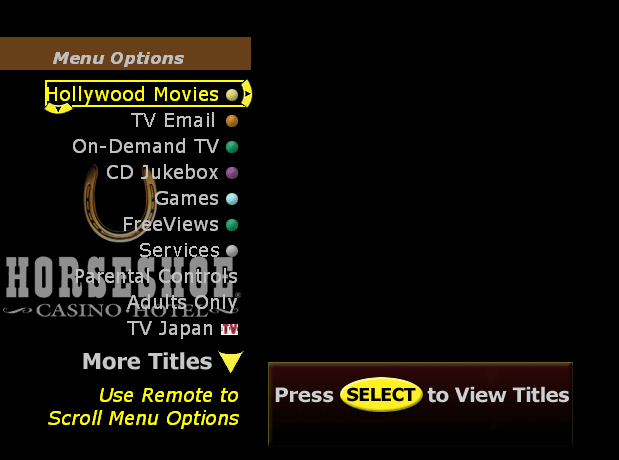 Menu Options
Hollywood Movies
TV Email
On-Demand TV
CD Jukebox
Games
FreeViews
Services
HORSESHOE
Parental Controls
Adults Only
CASINO · HOTEL
TV Japan TV
More Titles
Use Remote to
Scroll Menu Options
Press SELECT to View Titles